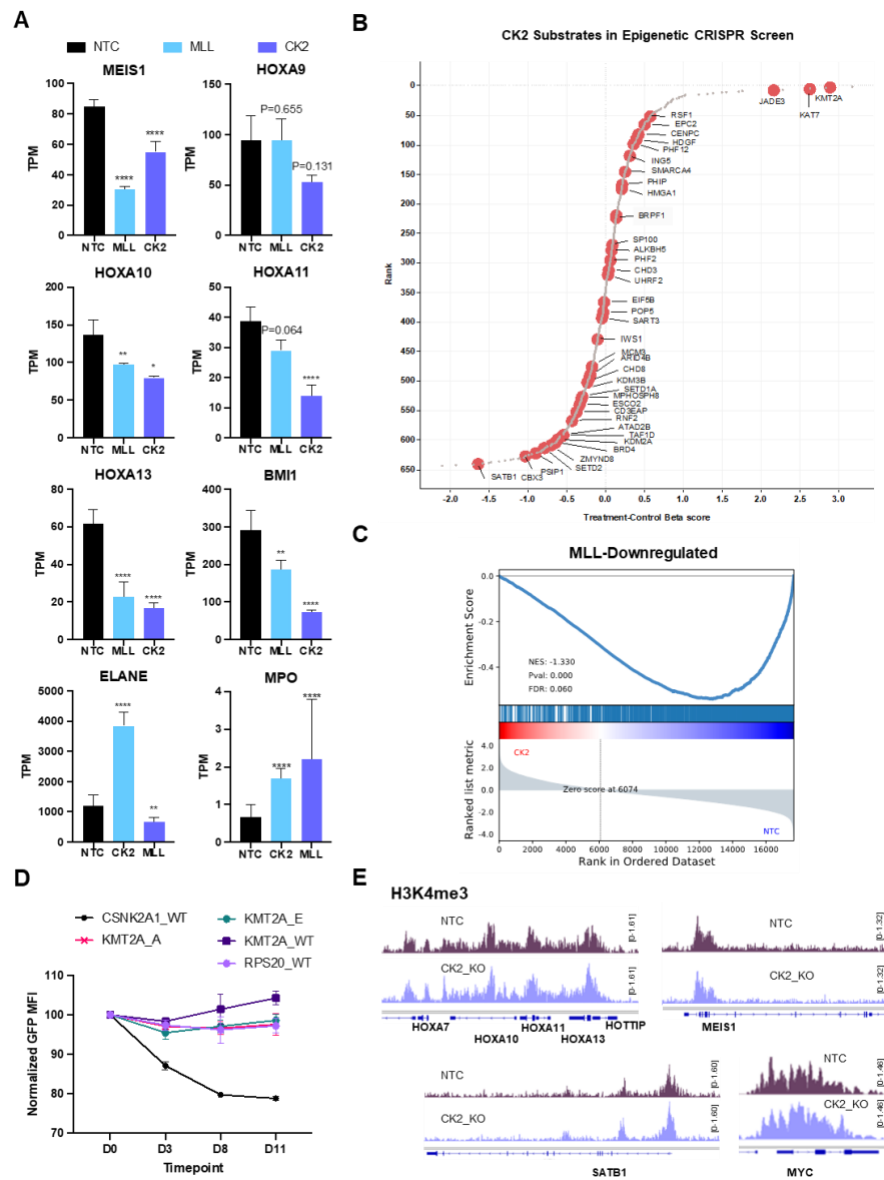 A
NTC MLL CK2
MEIS1
TPM
100
80
60
40
20
0
****
****
NTC MLL CK2
HOXA9
TPM
150
100
50
0
P=0.655
P=0.131
NTC MLL CK2
HOXA10
TPM
200
150
100
50
0
**
*
NTC MLL CK2
HOXA11
TPM
50
40
30
20
10
0
P=0.064
****
NTC MLL CK2
HOXA13
TPM
80
60
40
20
0
****
****
NTC MLL CK2
BMI1
TPM
400
300
200
100
0
**
****
NTC MLL CK2
ELANE
TPM
5000
4000
3000
2000
1000
0
****
**
NTC CK2 MLL
MPO
TPM
4
3
2
1
0
****
****
NTC CK2 MLL
B
CK2 Substrates in Epigenetic CRISPR Screen
Rank
0
50
100
150
200
250
300
350
400
450
500
550
600
650
JADE3
KMT2A
KAT7
RSF1
EPC2
CENPC
HDGF
PHF12
ING5
SMARCA4
PHIP
HMGA1
BRPF1
SP100
ALKBH5
PHF2
CHD3
UHRF2
EIF5B
POP5
SART3
IWS1
MCM3
ARID4B
CHD8
KDM3B
SETD1A
MPHOSPH8
ESCO2
CD3EAP
RNF2
ATAD2B
TAF1D
KDM2A
BRD4
ZMYND8
SETD2
PSIP1
CBX3
SATB1
-2.0 -1.5 -1.0 -0.5 0.0 0.5 1.0 1.5 2.0 2.5 3.0
Treatment-Control Beta score
C
MLL-Downregulated
Enrichment Score
0.0
-0.2
-0.4
NES: -1.330
Pval: 0.000
FDR: 0.060
Ranked list metric
4.0
2.0
0.0
-2.0
-4.0
CK2
Zero score at 6074
NTC
0 2000 4000 6000 8000 10000 12000 14000 16000
Rank in Ordered Dataset
D
CSNK2A1_WT
KMT2A_A
KMT2A_E
KMT2A_WT
RPS20_WT
Normalized GFP MFI
110
100
90
80
70
D0 D3 D8 D11
Timepoint
E
H3K4me3
NTC
[0-1.61]
CK2_KO
[0-1.61]
HOXA7
HOXA10
HOXA11
HOXA13
HOTTIP
NTC
[0-1.32]
CK2_KO
[0-1.32]
MEIS1
NTC
[0-1.60]
CK2_KO
[0-1.60]
SATB1
NTC
[0-1.46]
CK2_KO
[0-1.46]
MYC